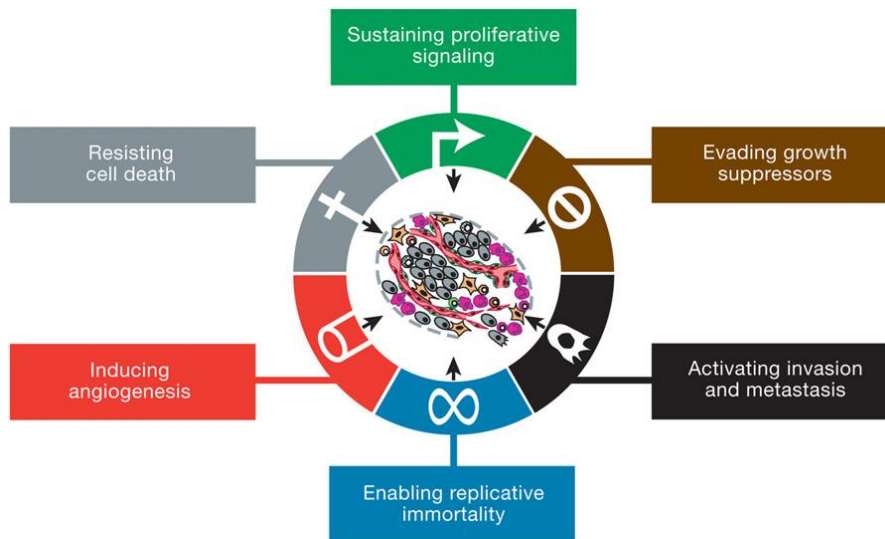 Sustaining proliferative
signaling
Resisting
cell death
Evading growth
suppressors
Inducing
angiogenesis
Activating invasion
and metastasis
Enabling replicative
immortality